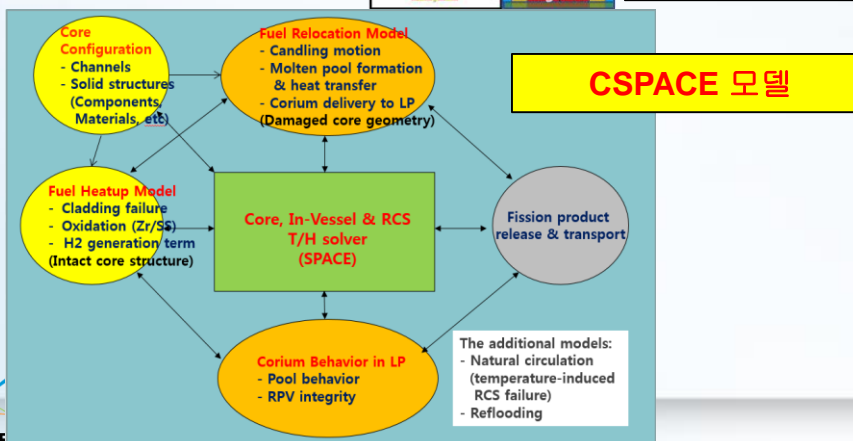 Core
Configuration
- Channels
- Solid structures
(Components,
Materials, etc)
Fuel Relocation Model
- Candling motion
- Molten pool formation
& heat transfer
- Corium delivery to LP
(Damaged core geometry)
CSPACE 모델
Fuel Heatup Model
- Cladding failure
- Oxidation (Zr/SS)
- H2 generation term
(Intact core structure)
Core, In-Vessel & RCS
T/H solver
(SPACE)
Fission product
release & transport
Corium Behavior in LP
- Pool behavior
- RPV integrity
The additional models:
- Natural circulation
(temperature-induced
RCS failure)
- Reflooding